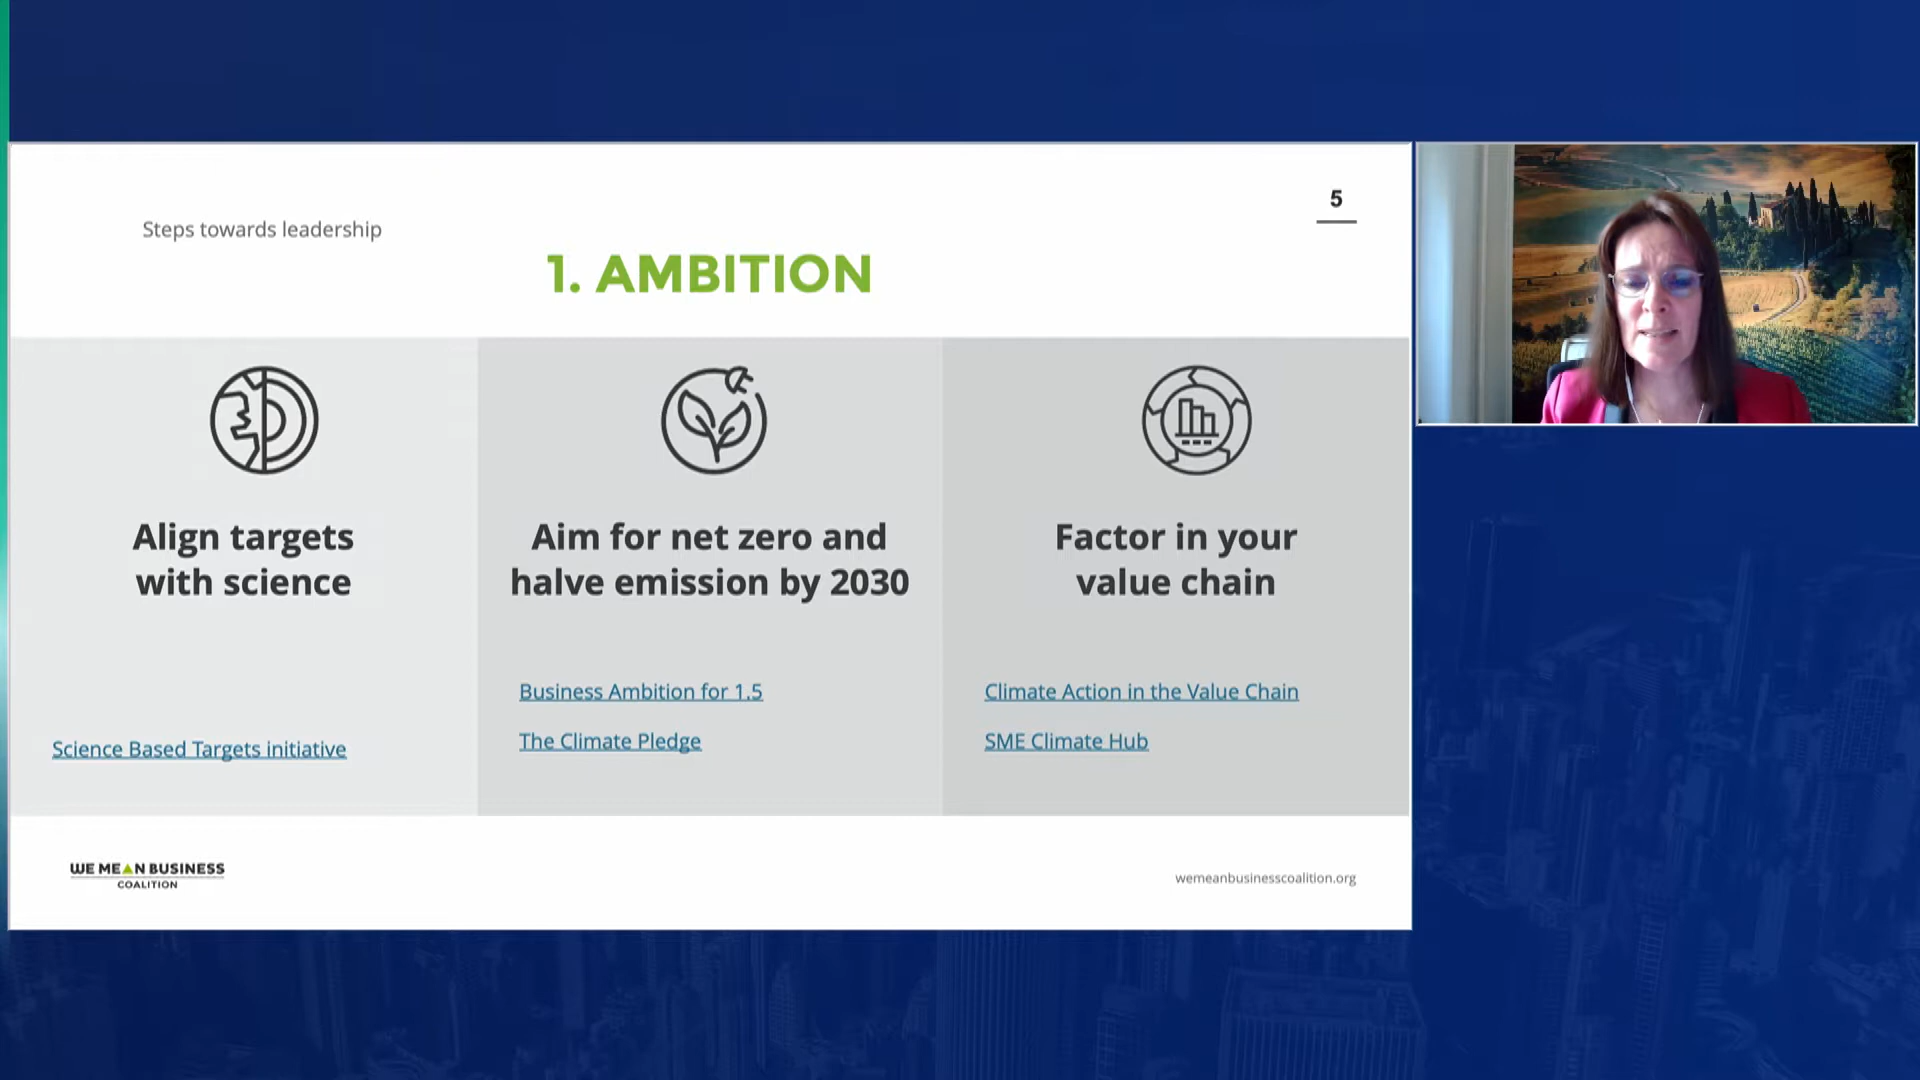 5
Steps towards leadership
1. AMBITION
Align targets
with science
Science Based Targets initiative
Aim for net zero and
halve emission by 2030
Business Ambition for 1.5
The Climate Pledge
Factor in your
value chain
Climate Action in the Value Chain
SME Climate Hub
WE MEAN BUSINESS
COALITION
wemeanbusinesscoalition.org